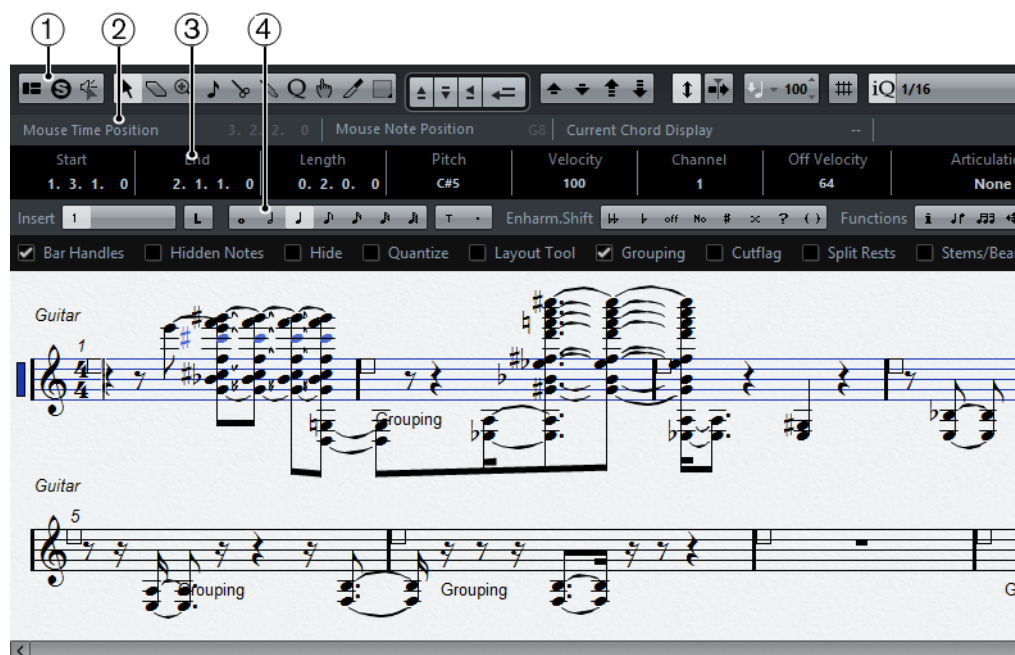 1 2 3 4
S Q 100 iQ 1/16
Mouse Time Position 3. 2. 2. 0 Mouse Note Position G8 Current Chord Display --
Start End Length Pitch Velocity Channel Off Velocity Articulati
1. 3. 1. 0 2. 1. 1. 0 0. 2. 0. 0 C#5 100 1 64 None
Insert 1 L T . Enharm.Shift off No # x ? ( ) Functions i
Bar Handles Hidden Notes Hide Quantize Layout Tool Grouping Cutflag Split Rests Stems/Bea
Guitar
1
4
4
Grouping
Guitar
5
Grouping Grouping G